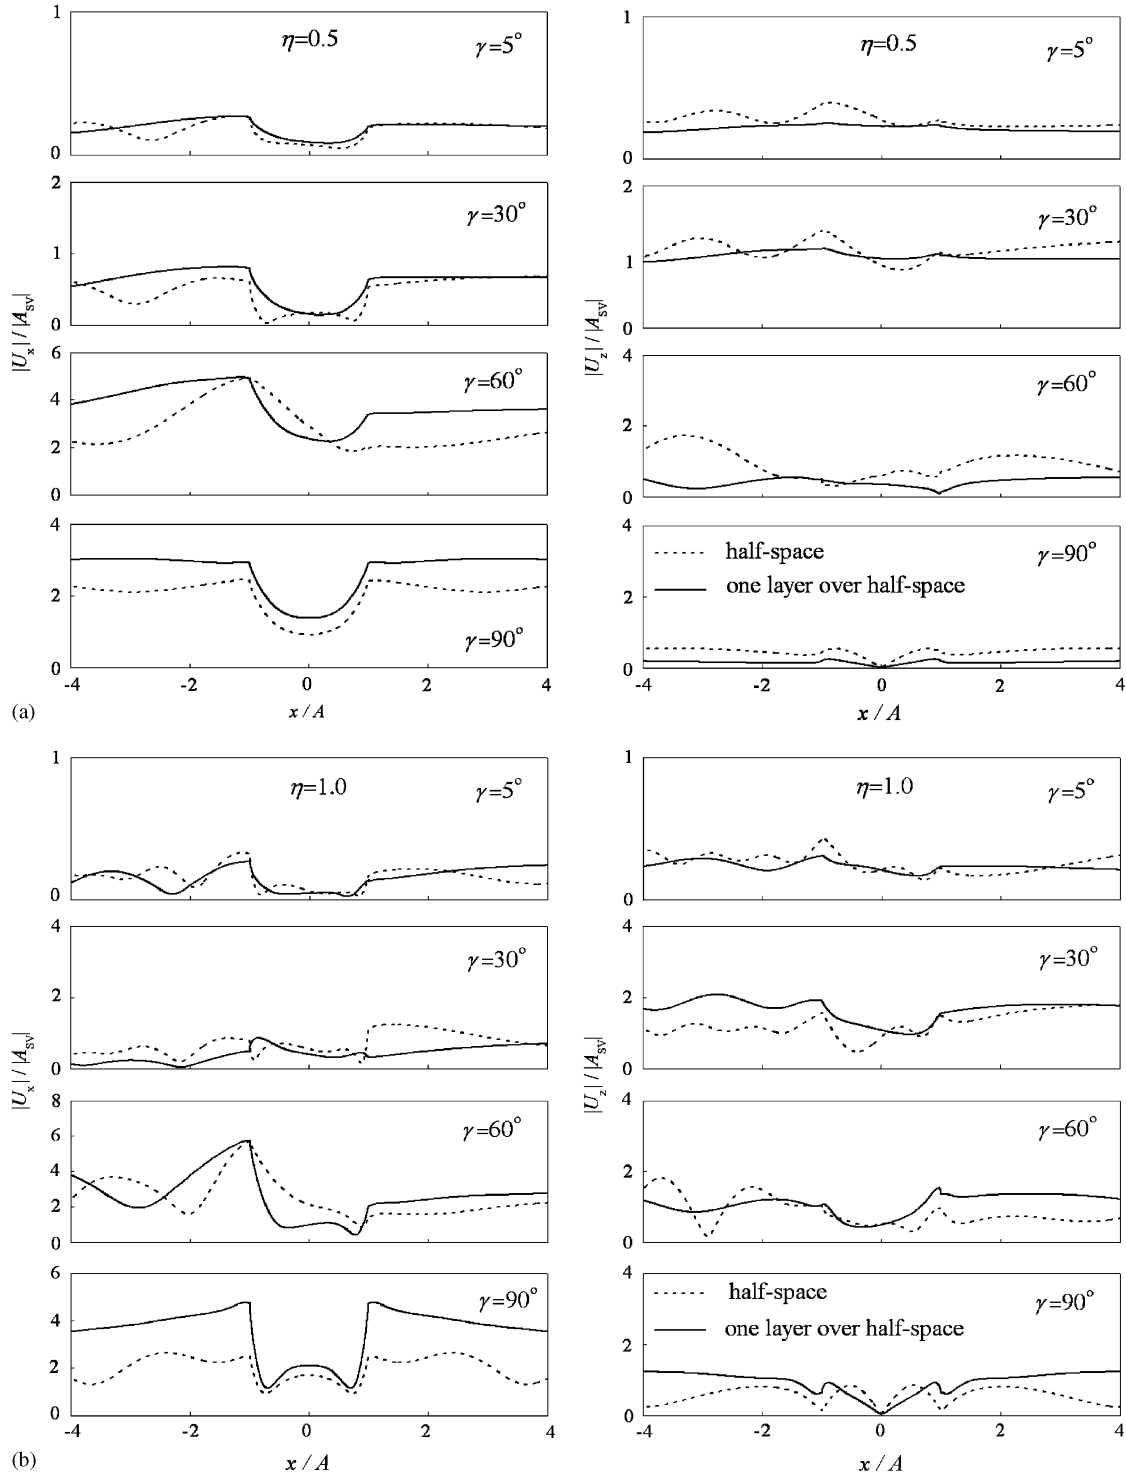 1
η=0.5
γ=5°
0
2
γ=30°
1
0
|U_x| / |A_SV|
6
γ=60°
4
2
0
4
2
γ=90°
0
-4 -2 0 2 4
x / A
1
η=0.5
γ=5°
0
2
γ=30°
1
0
|U_z| / |A_SV|
4
γ=60°
2
0
4
half-space γ=90°
one layer over half-space
2
0
-4 -2 0 2 4
x / A
(a)
1
η=1.0
γ=5°
0
4
γ=30°
2
0
|U_x| / |A_SV|
8
γ=60°
6
4
2
0
6
γ=90°
4
2
0
-4 -2 0 2 4
x / A
1
η=1.0
γ=5°
0
4
γ=30°
2
0
|U_z| / |A_SV|
4
γ=60°
2
0
4
half-space γ=90°
one layer over half-space
2
0
-4 -2 0 2 4
x / A
(b)